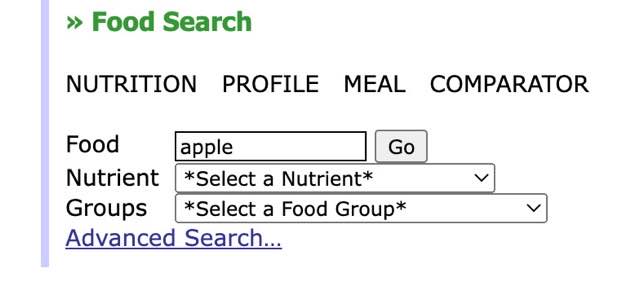 » Food Search
NUTRITION PROFILE MEAL COMPARATOR
Food apple Go
Nutrient *Select a Nutrient*
Groups *Select a Food Group*
Advanced Search...